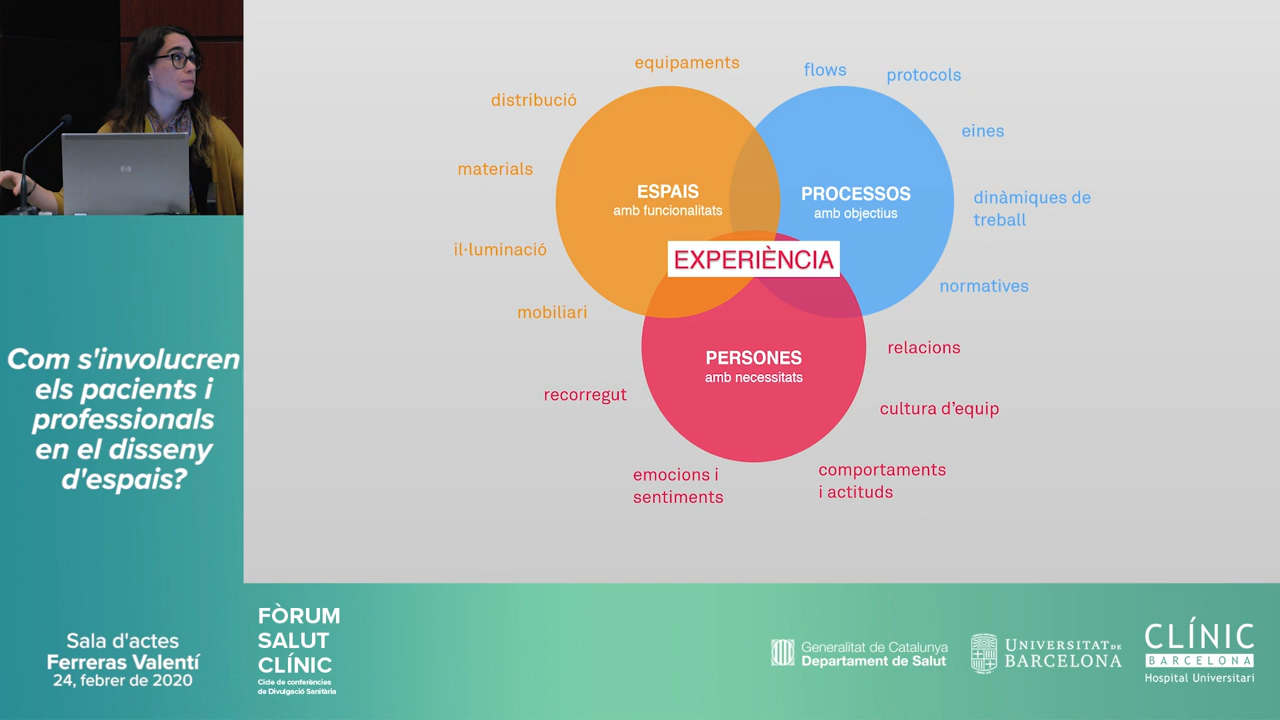 equipaments
distribució
materials
il·luminació
mobiliari
ESPAIS
amb funcionalitats
flows
protocols
eines
dinàmiques de
treball
normatives
PROCESSOS
amb objectius
EXPERIÈNCIA
PERSONES
amb necessitats
relacions
cultura d'equip
comportaments
i actituds
emocions i
sentiments
recorregut
Com s'involucren
els pacients i
professionals
en el disseny
d'espais?
Sala d'actes
Ferreras Valentí
24, febrer de 2020
FÒRUM
SALUT
CLÍNIC
Cicle de conferències
de Divulgació Sanitària
Generalitat de Catalunya
Departament de Salut
UNIVERSITAT DE
BARCELONA
CLÍNIC
BARCELONA
Hospital Universitari